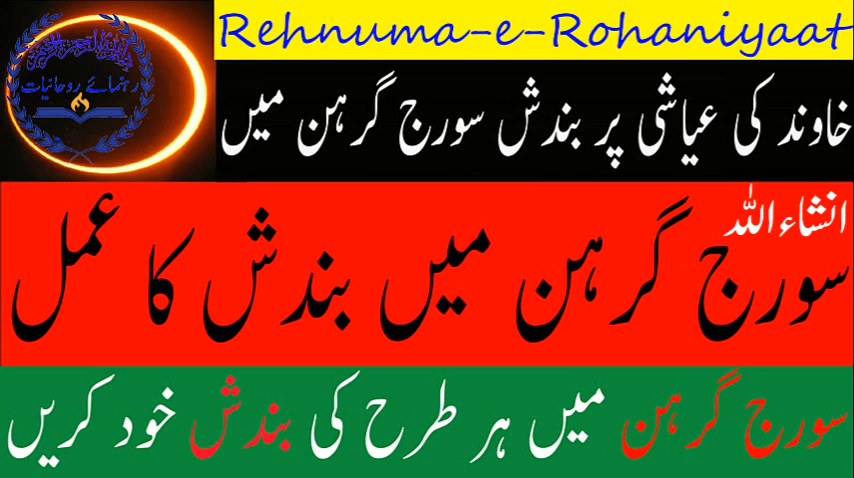 Rehnuma-e-Rohaniyaat
رہنمائے روحانیات
خاوند کی عیاشی پر بندش سورج گرہن میں
انشاء اللہ
سورج گرہن میں بندش کا عمل
سورج گرہن میں ہر طرح کی بندش خود کریں